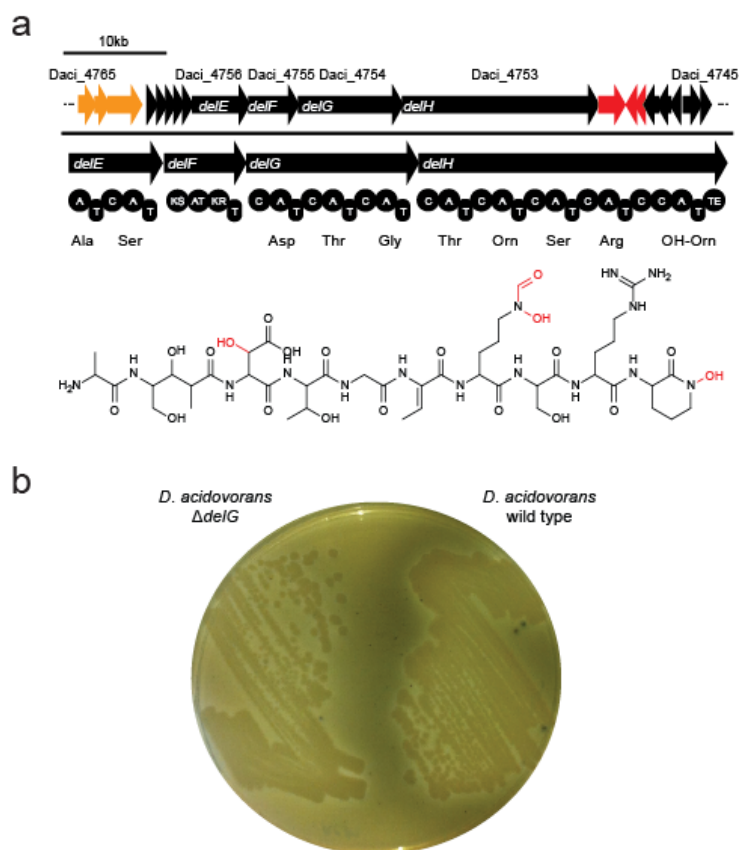 a
10kb
Daci_4765 Daci_4756 Daci_4755 Daci_4754 Daci_4753 Daci_4745
delE delF delG delH
delE delF delG delH
A T C A T KS AT KR T C A T C A T C A T C A T C A T C A T C A T C C A T TE
Ala Ser Asp Thr Gly Thr Orn Ser Arg OH-Orn
O
N OH
HN NH2
NH
OH O HO O OH
H2N O H N OH O N H O H N OH N H O H N O N H O H N OH N H O H N O N OH
b
D. acidovorans
ΔdelG
D. acidovorans
wild type